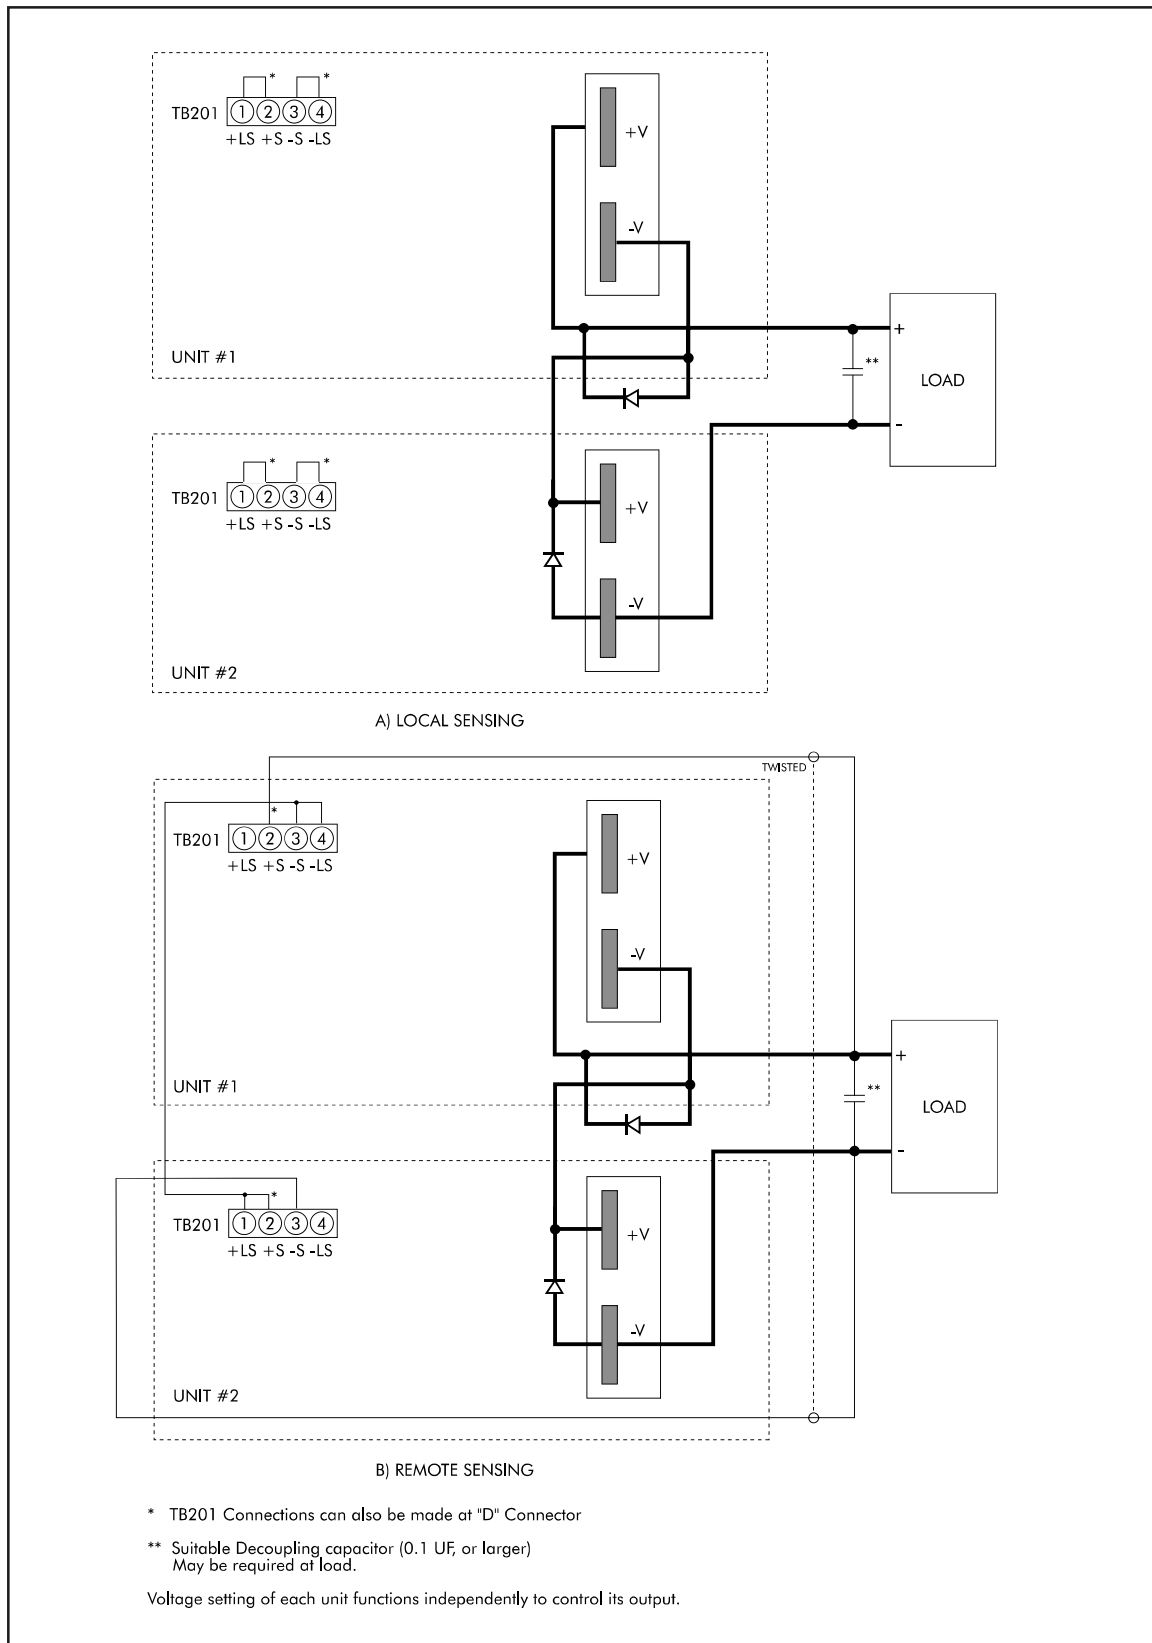 * *
TB201 1 2 3 4
+LS +S -S -LS
+V
-V
UNIT #1
+
**
LOAD
-
* *
TB201 1 2 3 4
+LS +S -S -LS
+V
-V
UNIT #2
A) LOCAL SENSING
TWISTED
*
TB201 1 2 3 4
+LS +S -S -LS
+V
-V
UNIT #1
+
**
LOAD
-
*
TB201 1 2 3 4
+LS +S -S -LS
+V
-V
UNIT #2
B) REMOTE SENSING
* TB201 Connections can also be made at "D" Connector
** Suitable Decoupling capacitor (0.1 UF, or larger)
May be required at load.
Voltage setting of each unit functions independently to control its output.